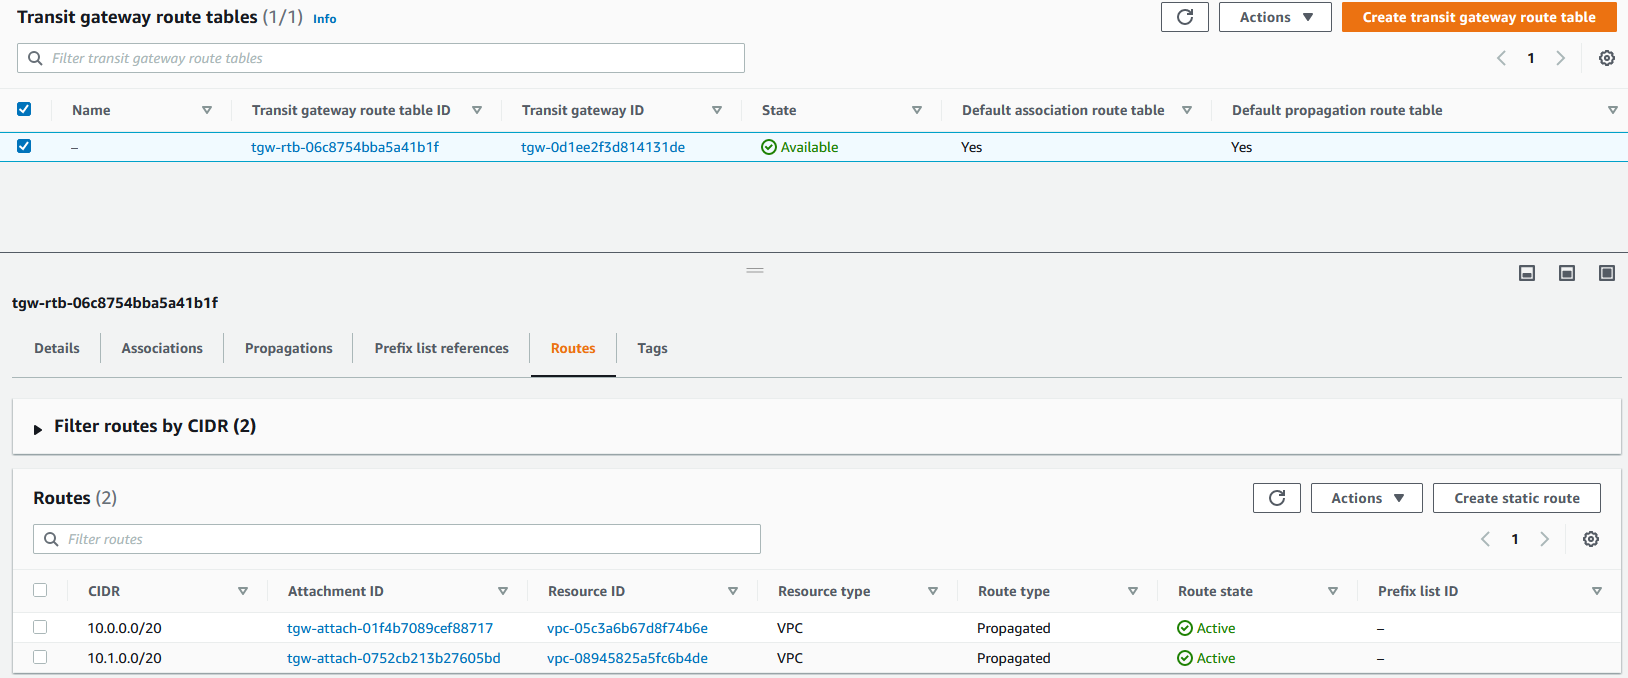 Transit gateway route tables (1/1) Info
Actions
Create transit gateway route table
Filter transit gateway route tables
1
Name Transit gateway route table ID Transit gateway ID State Default association route table Default propagation route table
– tgw-rtb-06c8754bba5a41b1f tgw-0d1ee2f3d814131de Available Yes Yes
tgw-rtb-06c8754bba5a41b1f
Details Associations Propagations Prefix list references Routes Tags
Filter routes by CIDR (2)
Routes (2)
Actions
Create static route
Filter routes
1
CIDR Attachment ID Resource ID Resource type Route type Route state Prefix list ID
10.0.0.0/20 tgw-attach-01f4b7089cef88717 vpc-05c3a6b67d8f74b6e VPC Propagated Active –
10.1.0.0/20 tgw-attach-0752cb213b27605bd vpc-08945825a5fc6b4de VPC Propagated Active –